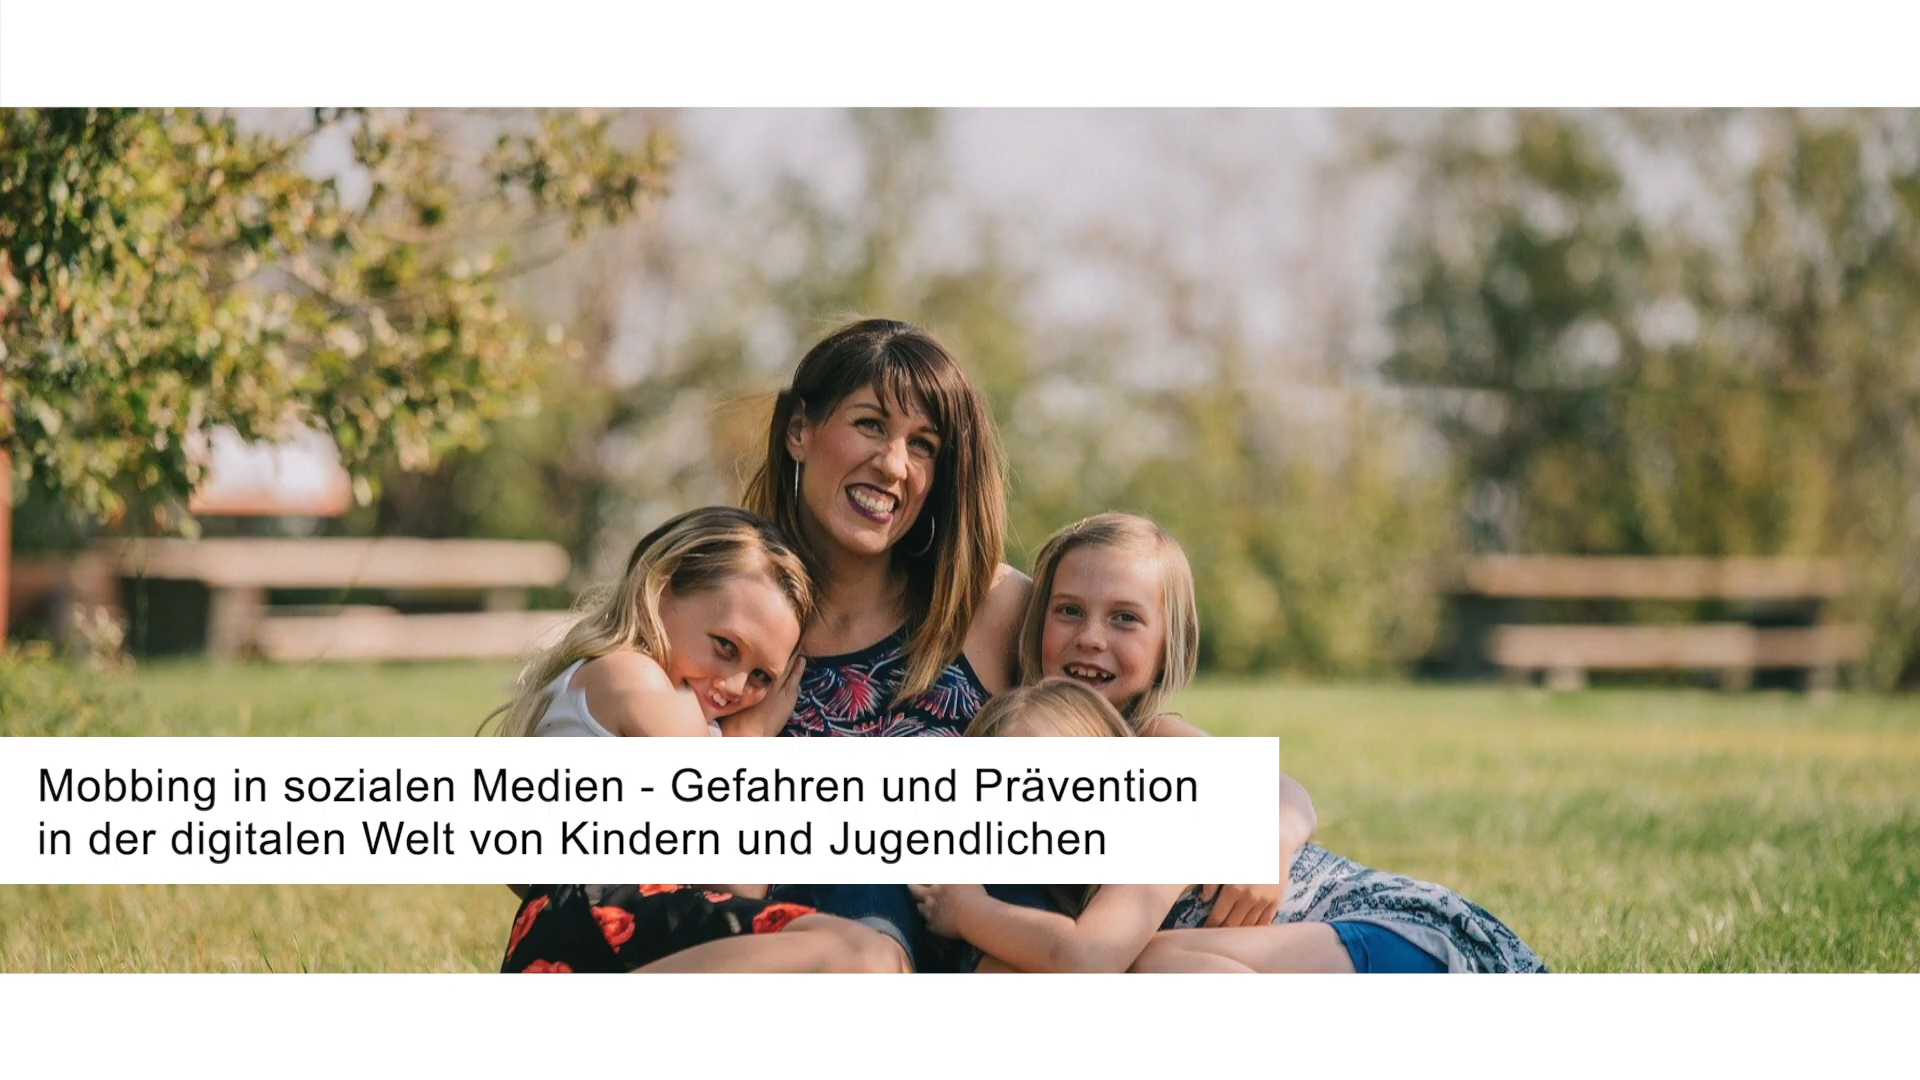 Mobbing in sozialen Medien - Gefahren und Prävention
in der digitalen Welt von Kindern und Jugendlichen